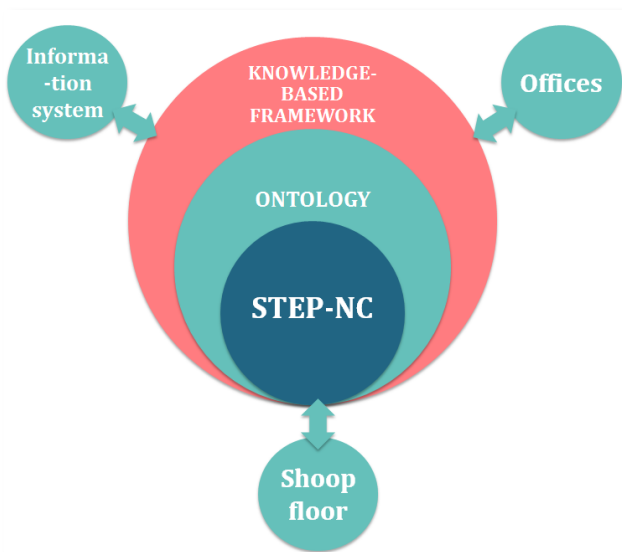 Informa
-tion
system
KNOWLEDGE-
BASED
FRAMEWORK
Offices
ONTOLOGY
STEP-NC
Shoop
floor